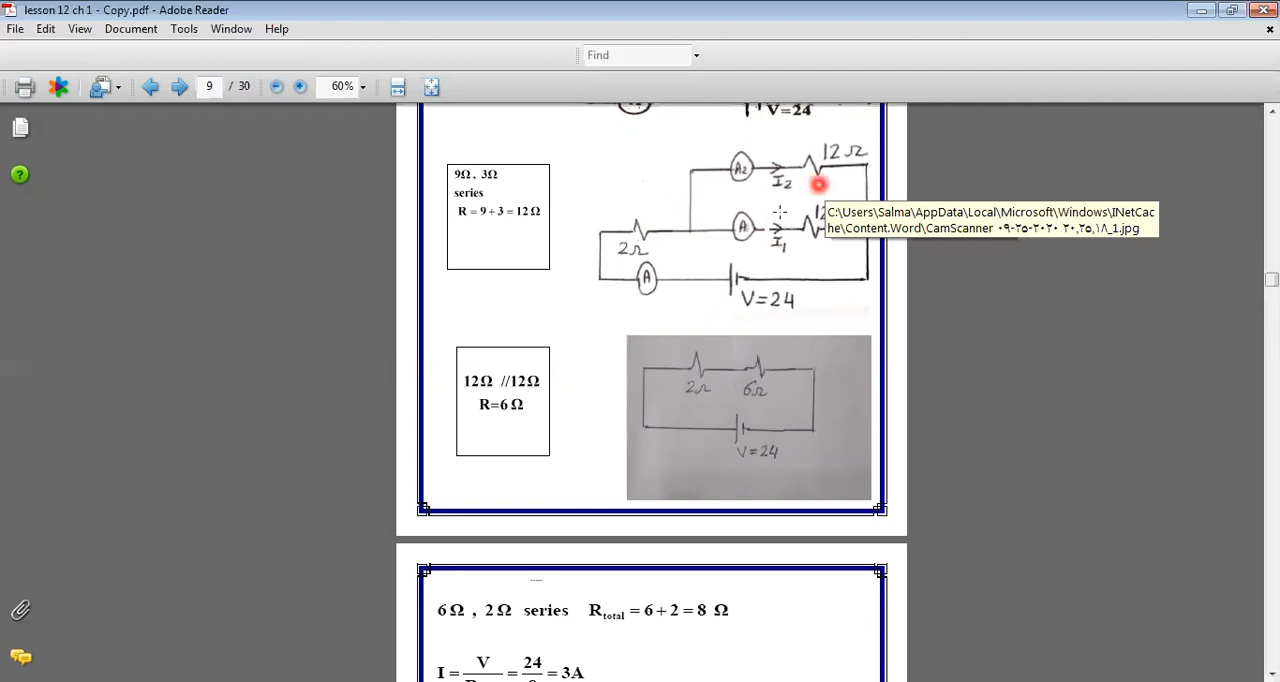 lesson 12 ch 1 - Copy.pdf - Adobe Reader
File Edit View Document Tools Window Help
Find
9 / 30 60%
V=24
9Ω , 3Ω
series
R = 9 + 3 = 12 Ω
A2 I2 12 Ω
2Ω A I1
A V=24
C:\Users\Salma\AppData\Local\Microsoft\Windows\INetCac
he\Content.Word\CamScanner ٠٩-٢٥-٢٠٢٠ ٢٠,٢٥,١٨_1.jpg
12Ω //12Ω
R=6 Ω
2Ω 6Ω
V=24
6 Ω , 2 Ω series R total = 6 + 2 = 8 Ω
I = V = 24 = 3A